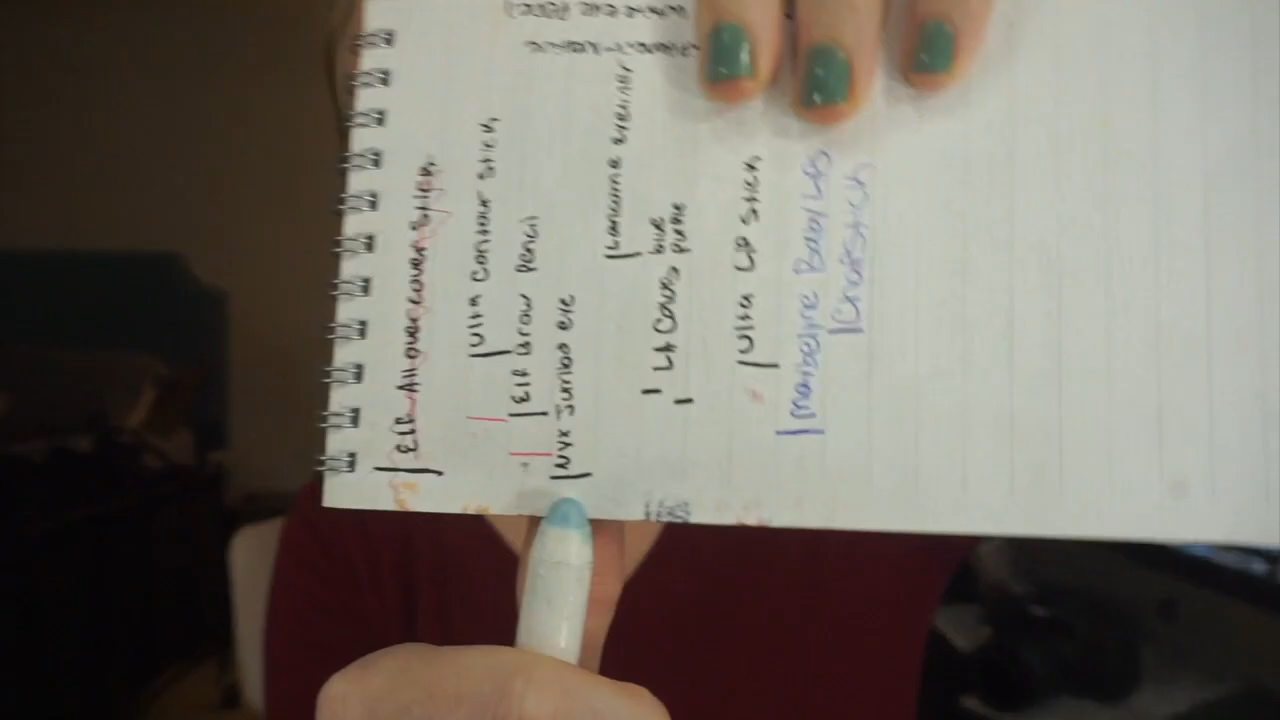 Elf All over cover stick
Ulta Contour Stick
Elf Brow Pencil
Nyx Jumbo eye
Lancome eyeliner
LA Colors blue
purple
Ulta Lip Stick
Maybelline Baby Lips
Chapstick